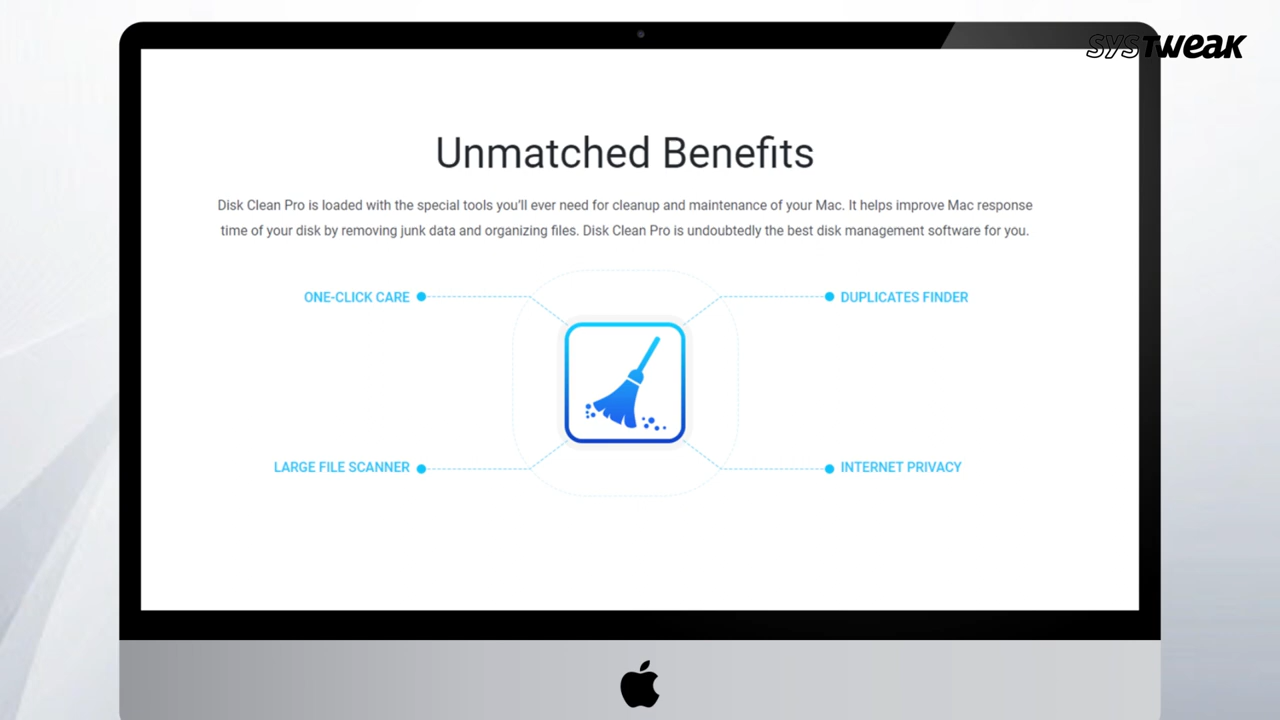 SYSTWEAK
Unmatched Benefits
Disk Clean Pro is loaded with the special tools you'll ever need for cleanup and maintenance of your Mac. It helps improve Mac response
time of your disk by removing junk data and organizing files. Disk Clean Pro is undoubtedly the best disk management software for you.
ONE-CLICK CARE
DUPLICATES FINDER
LARGE FILE SCANNER
INTERNET PRIVACY